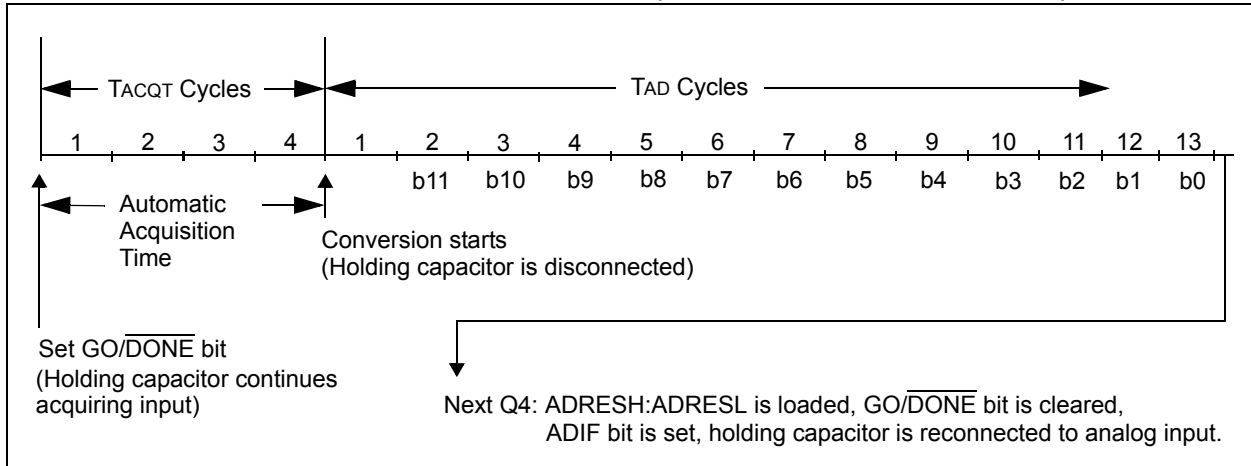 TACQT Cycles
TAD Cycles
1 2 3 4 1 2 3 4 5 6 7 8 9 10 11 12 13
b11 b10 b9 b8 b7 b6 b5 b4 b3 b2 b1 b0
Automatic
Acquisition
Time
Conversion starts
(Holding capacitor is disconnected)
Set GO/DONE bit
(Holding capacitor continues
acquiring input)
Next Q4: ADRESH:ADRESL is loaded, GO/DONE bit is cleared,
ADIF bit is set, holding capacitor is reconnected to analog input.